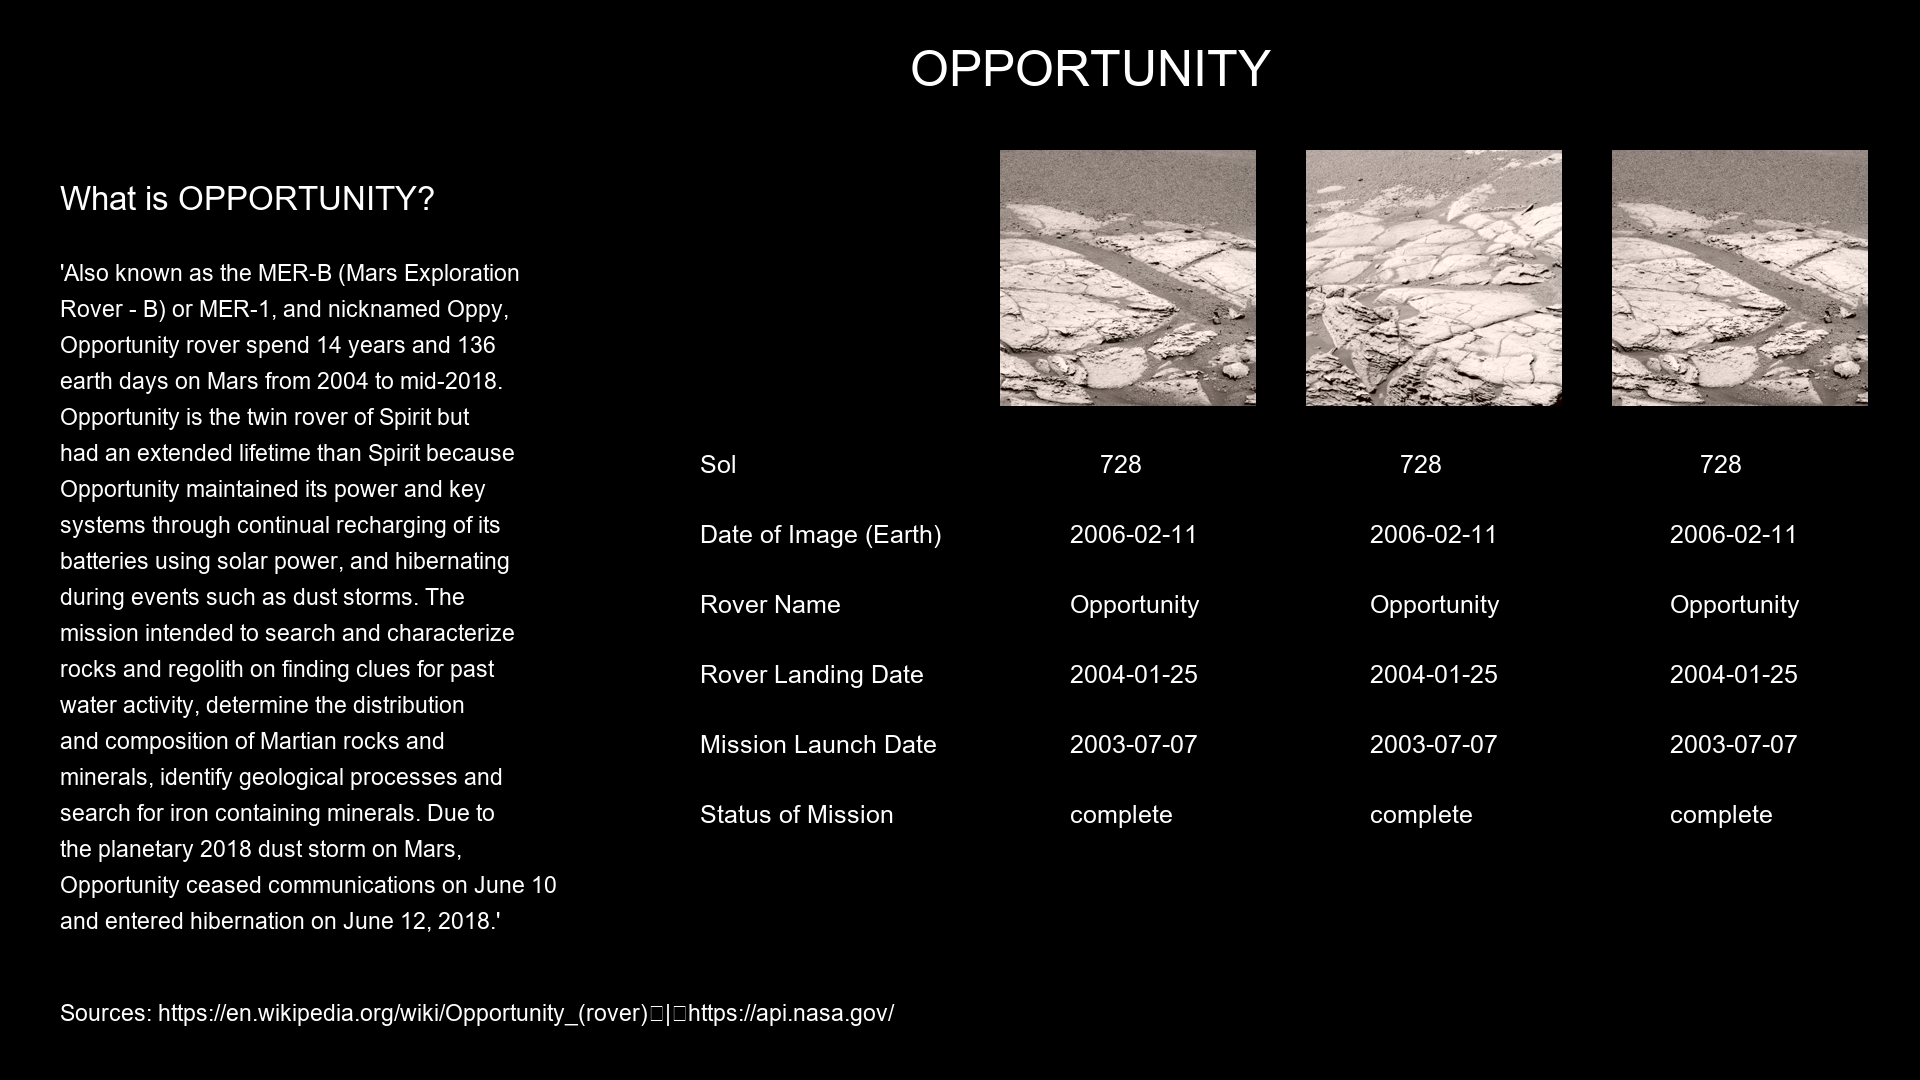 OPPORTUNITY
What is OPPORTUNITY?
'Also known as the MER-B (Mars Exploration
Rover - B) or MER-1, and nicknamed Oppy,
Opportunity rover spend 14 years and 136
earth days on Mars from 2004 to mid-2018.
Opportunity is the twin rover of Spirit but
had an extended lifetime than Spirit because
Opportunity maintained its power and key
systems through continual recharging of its
batteries using solar power, and hibernating
during events such as dust storms. The
mission intended to search and characterize
rocks and regolith on finding clues for past
water activity, determine the distribution
and composition of Martian rocks and
minerals, identify geological processes and
search for iron containing minerals. Due to
the planetary 2018 dust storm on Mars,
Opportunity ceased communications on June 10
and entered hibernation on June 12, 2018.'
Sol 728 728 728
Date of Image (Earth) 2006-02-11 2006-02-11 2006-02-11
Rover Name Opportunity Opportunity Opportunity
Rover Landing Date 2004-01-25 2004-01-25 2004-01-25
Mission Launch Date 2003-07-07 2003-07-07 2003-07-07
Status of Mission complete complete complete
Sources: https://en.wikipedia.org/wiki/Opportunity_(rover)□|□https://api.nasa.gov/